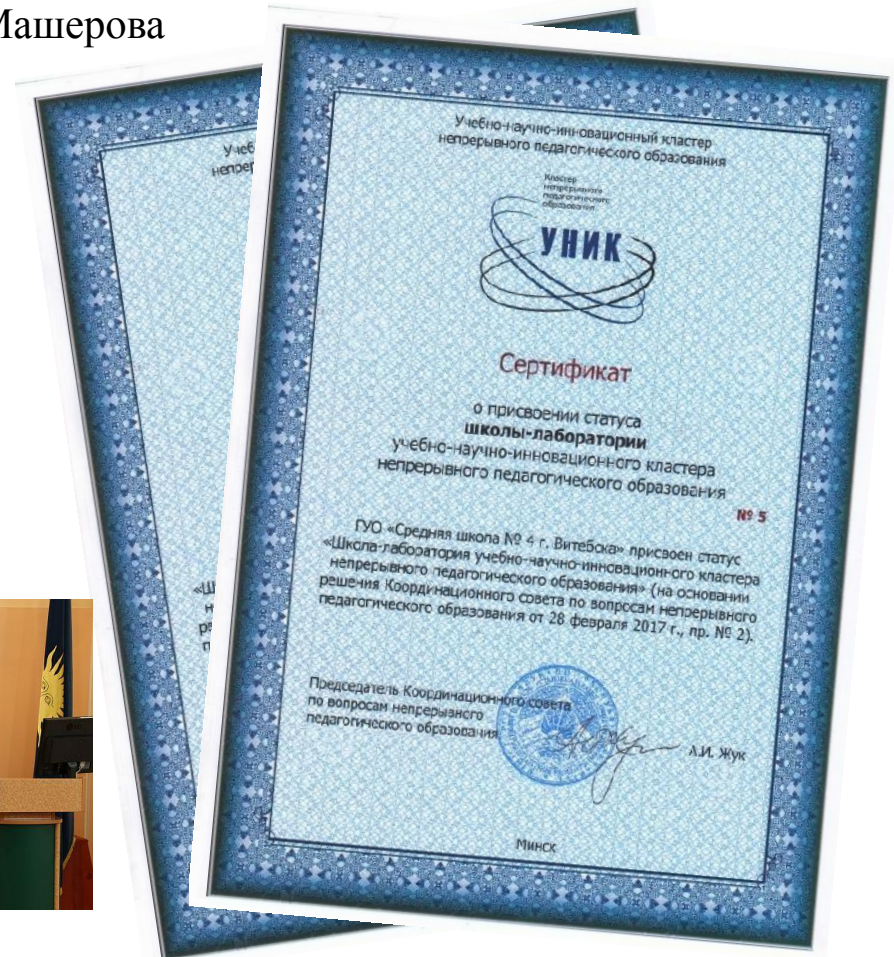 Машерова
Учебно-научно-инновационный кластер
непрерывного педагогического образования
Кластер
непрерывного
педагогического
образования
УНИК
Сертификат
о присвоении статуса
школы-лаборатории
учебно-научно-инновационного кластера
непрерывного педагогического образования
№ 5
ГУО «Средняя школа № 4 г. Витебска» присвоен статус
«Школа-лаборатория учебно-научно-инновационного кластера
непрерывного педагогического образования» (на основании
решения Координационного совета по вопросам непрерывного
педагогического образования от 28 февраля 2017 г., пр. № 2).
Председатель Координационного совета
по вопросам непрерывного
педагогического образования
А.И. Жук
Минск